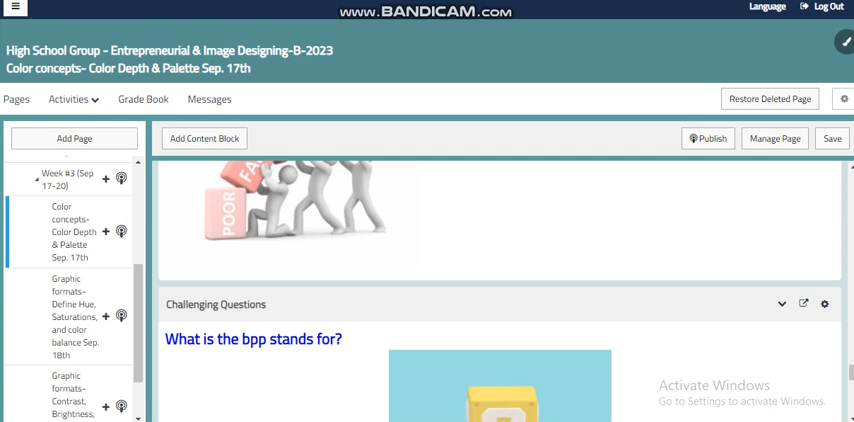 www.BANDICAM.com
Language
Log Out
High School Group - Entrepreneurial & Image Designing-B-2023
Color concepts- Color Depth & Palette Sep. 17th
Pages
Activities
Grade Book
Messages
Restore Deleted Page
Add Page
Add Content Block
Publish
Manage Page
Save
Week #3 (Sep
17-20)
Color
concepts-
Color Depth
& Palette
Sep. 17th
Graphic
formats-
Define Hue,
Saturations,
and color
balance Sep.
18th
Graphic
formats-
Contrast,
Brightness,
FA
POOR
Challenging Questions
What is the bpp stands for?
?
Activate Windows
Go to Settings to activate Windows.